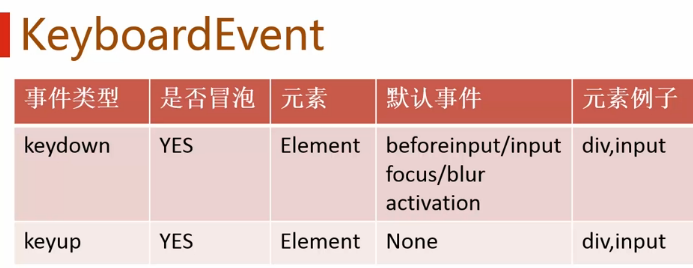 KeyboardEvent
事件类型 是否冒泡 元素 默认事件 元素例子
keydown YES Element beforeinput/input div,input
focus/blur
activation
keyup YES Element None div,input